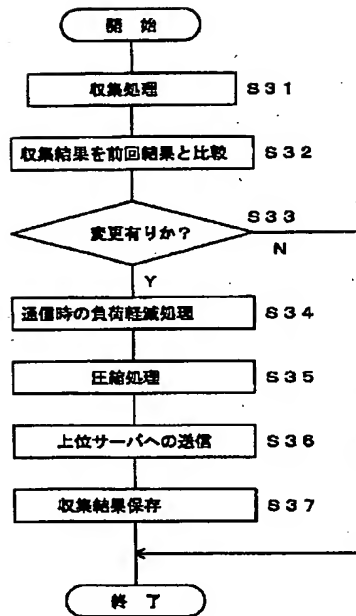 開 始
収集処理 S31
収集結果を前回結果と比較 S32
変更有りか? S33
N
Y
通信時の負荷軽減処理 S34
圧縮処理 S35
上位サーバへの送信 S36
収集結果保存 S37
終 了